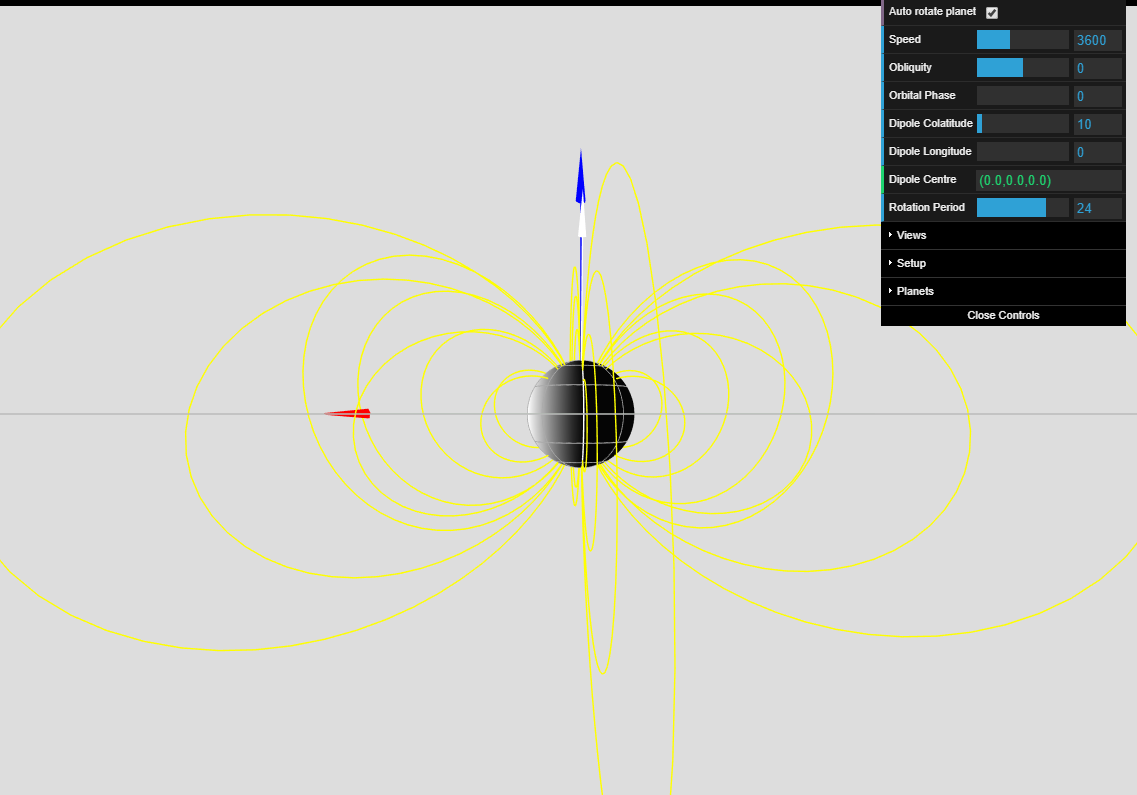 Auto rotate planet
Speed 3600
Obliquity 0
Orbital Phase 0
Dipole Colatitude 10
Dipole Longitude 0
Dipole Centre (0.0,0.0,0.0)
Rotation Period 24
Views
Setup
Planets
Close Controls